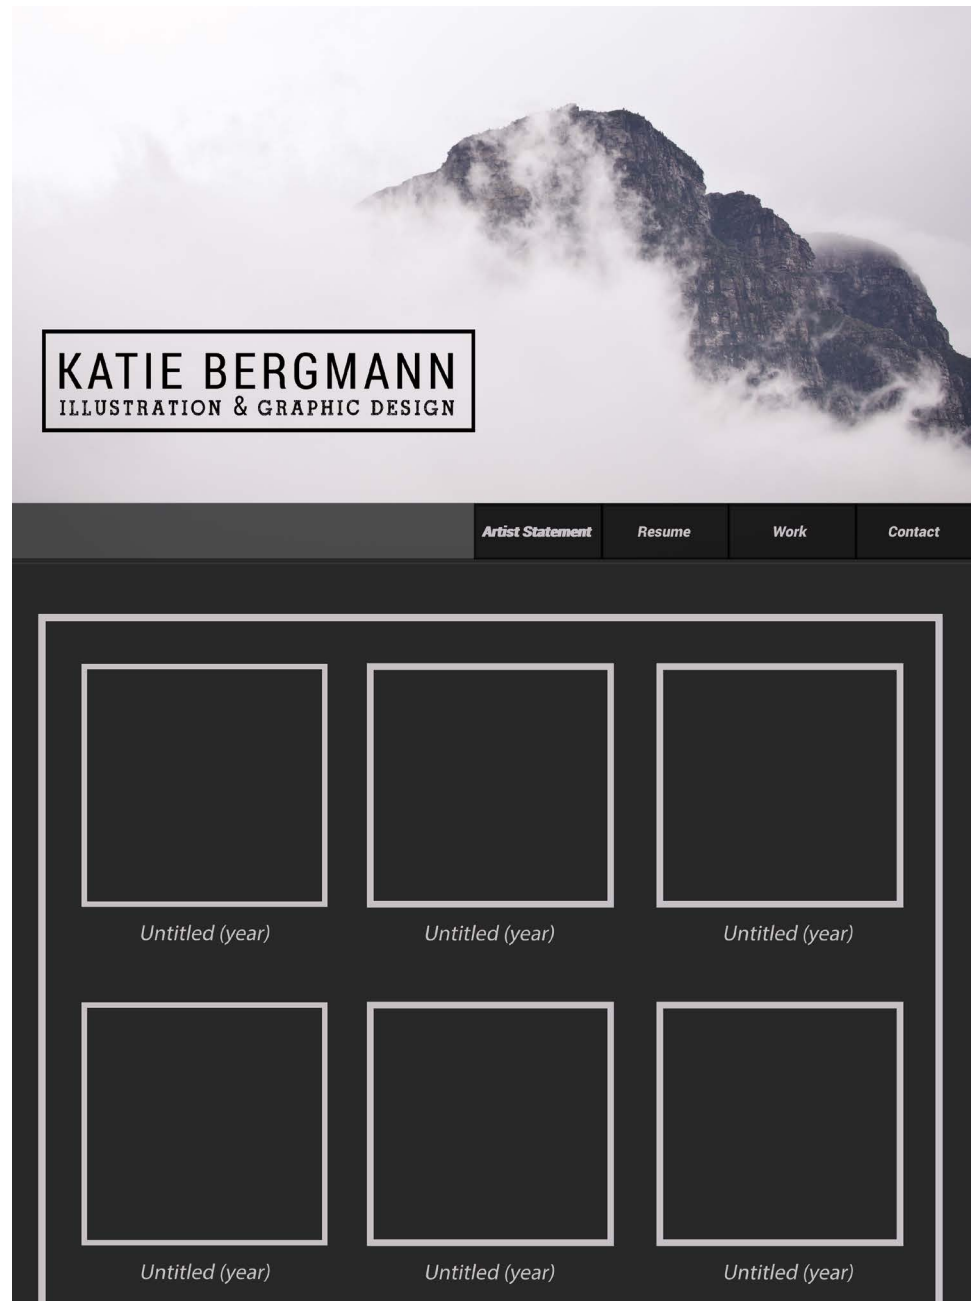 KATIE BERGMANN
ILLUSTRATION & GRAPHIC DESIGN
Artist Statement Resume Work Contact
Untitled (year) Untitled (year) Untitled (year)
Untitled (year) Untitled (year) Untitled (year)